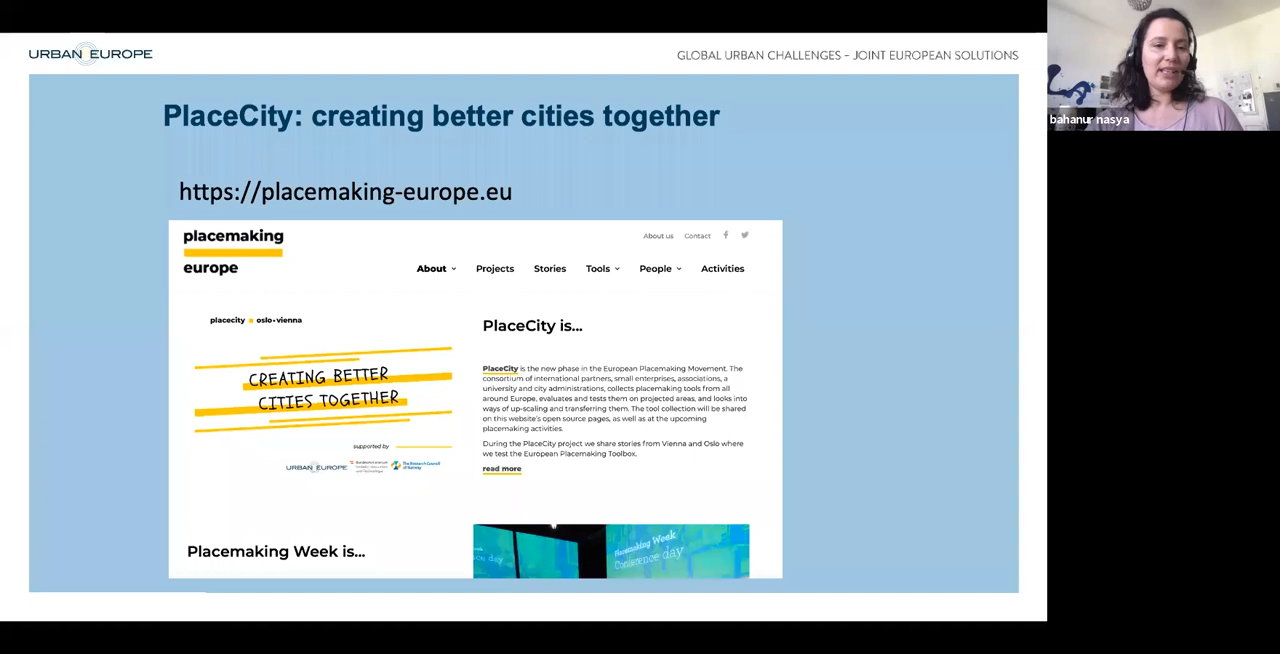 URBAN EUROPE
GLOBAL URBAN CHALLENGES – JOINT EUROPEAN SOLUTIONS
bahanur nasya
PlaceCity: creating better cities together
https://placemaking-europe.eu
placemaking
europe
About us Contact
About Projects Stories Tools People Activities
placecity oslo•vienna
CREATING BETTER
CITIES TOGETHER
supported by
URBAN EUROPE
The Research Council
of Norway
PlaceCity is...
PlaceCity is the new phase in the European Placemaking Movement. The
consortium of international partners, small enterprises, associations, a
university and city administrations, collects placemaking tools from all
around Europe, evaluates and tests them on projected areas, and looks into
ways of up-scaling and transferring them. The tool collection will be shared
on this website's open source pages, as well as at the upcoming
placemaking activities.
During the PlaceCity project we share stories from Vienna and Oslo where
we test the European Placemaking Toolbox.
read more
Placemaking Week is...
Placemaking Week
Conference day